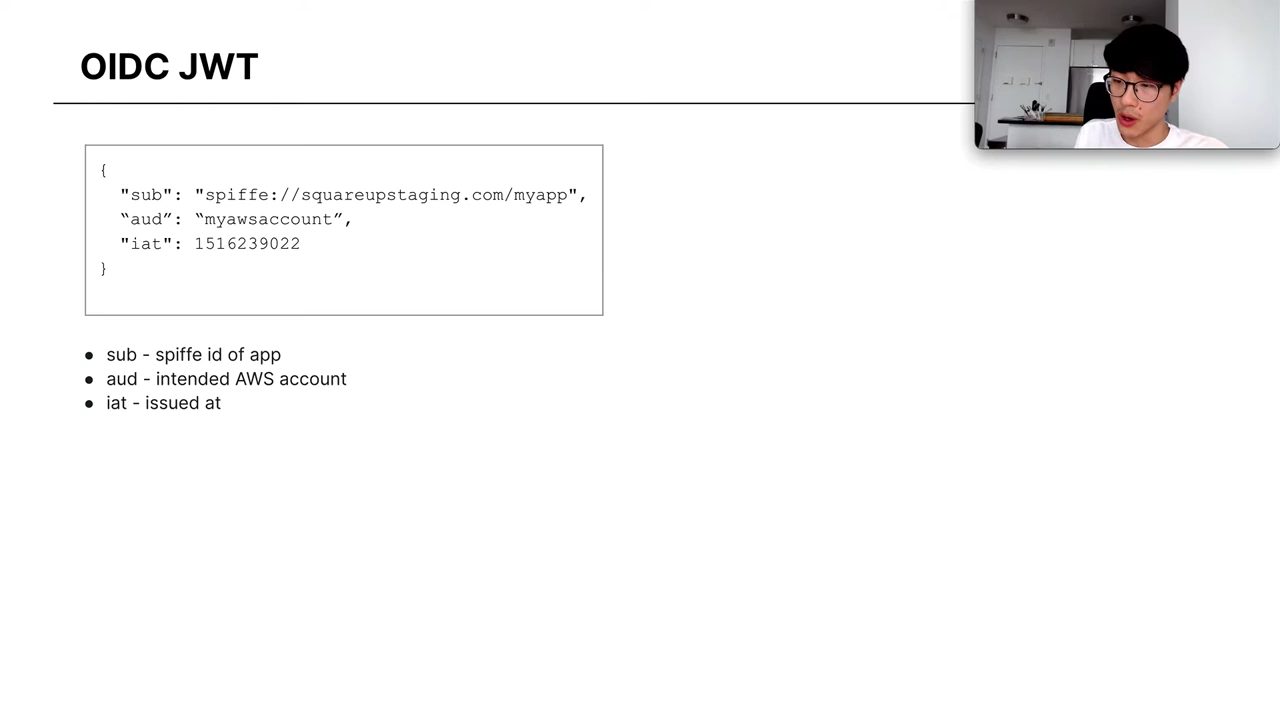 OIDC JWT
{
"sub": "spiffe://squareupstaging.com/myapp",
“aud”: “myawsaccount”,
"iat": 1516239022
}
● sub - spiffe id of app
● aud - intended AWS account
● iat - issued at